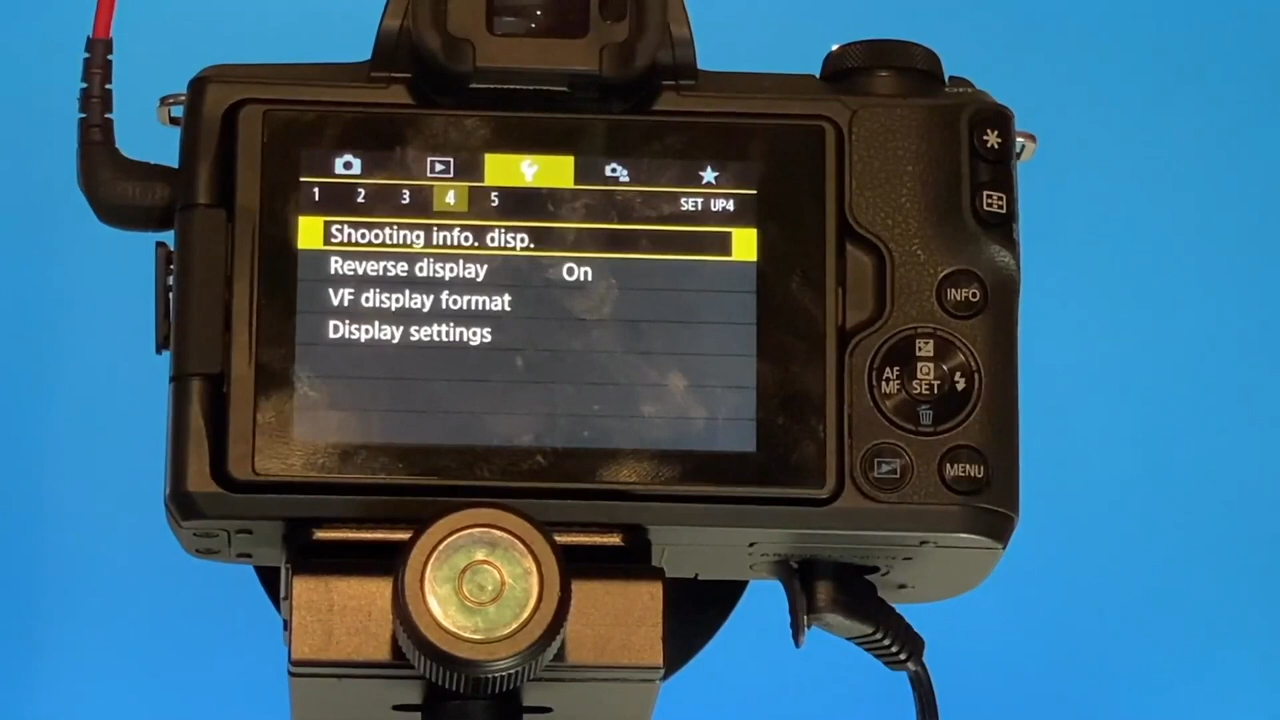 OFF
1 2 3 4 5 SET UP4
Shooting info. disp.
Reverse display On
VF display format
Display settings
INFO
AF
MF
Q
SET
MENU